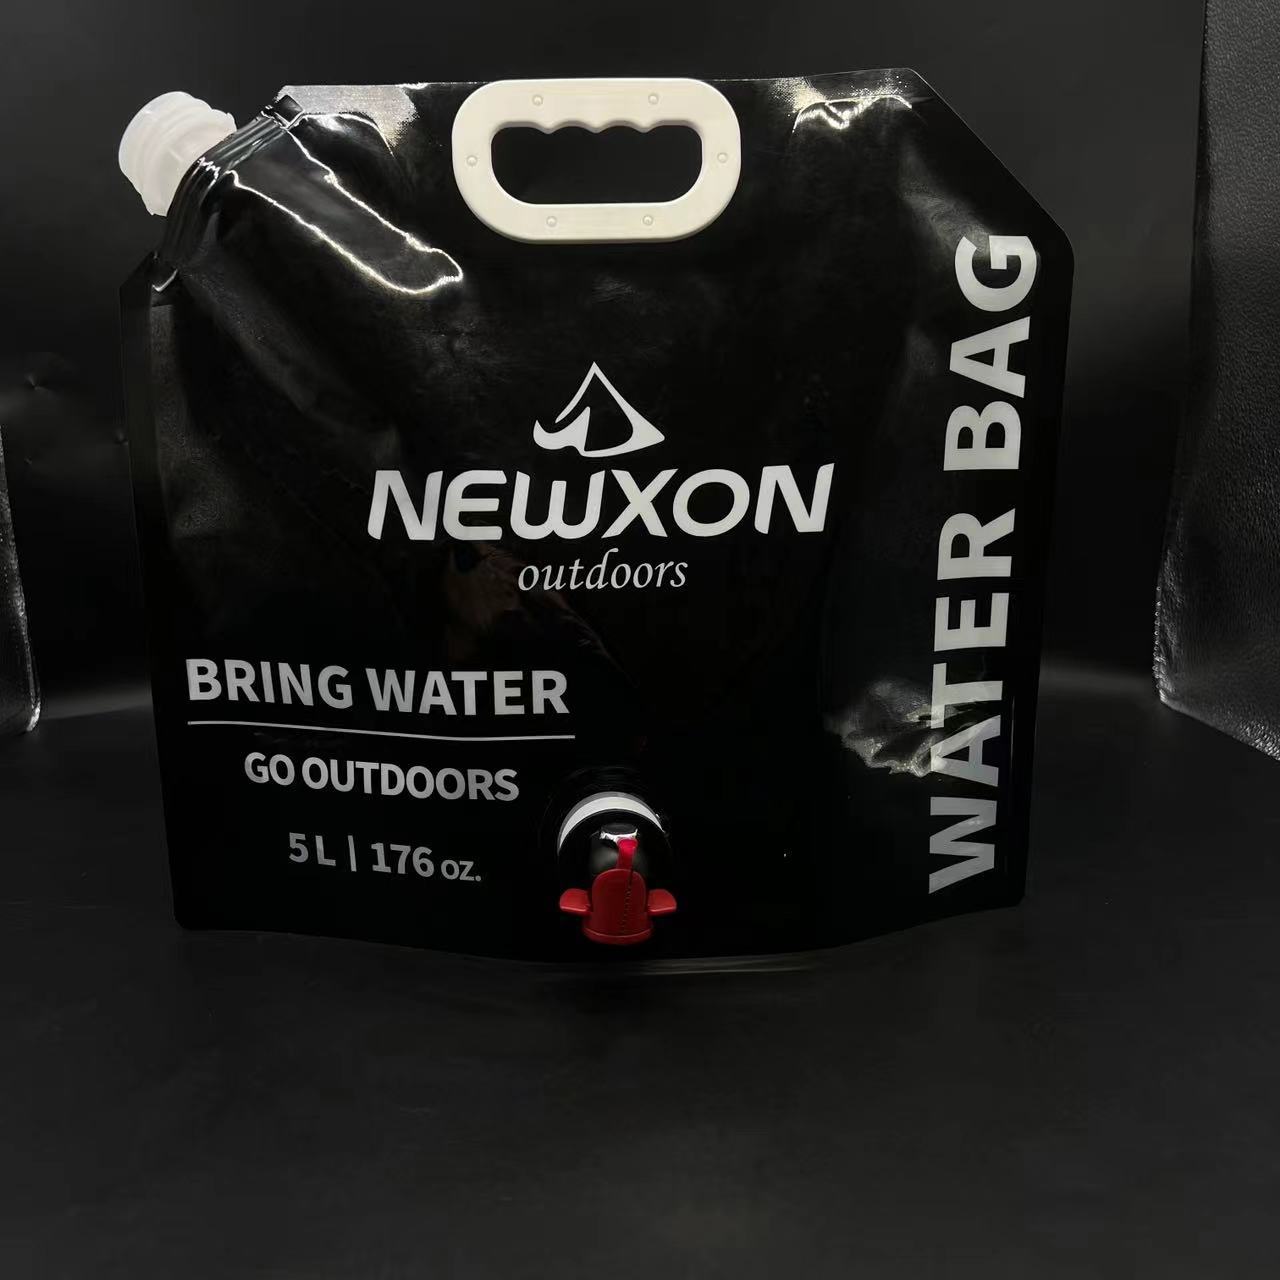 NEWXON
outdoors
BRING WATER
GO OUTDOORS
5 L | 176 oz.
WATER BAG